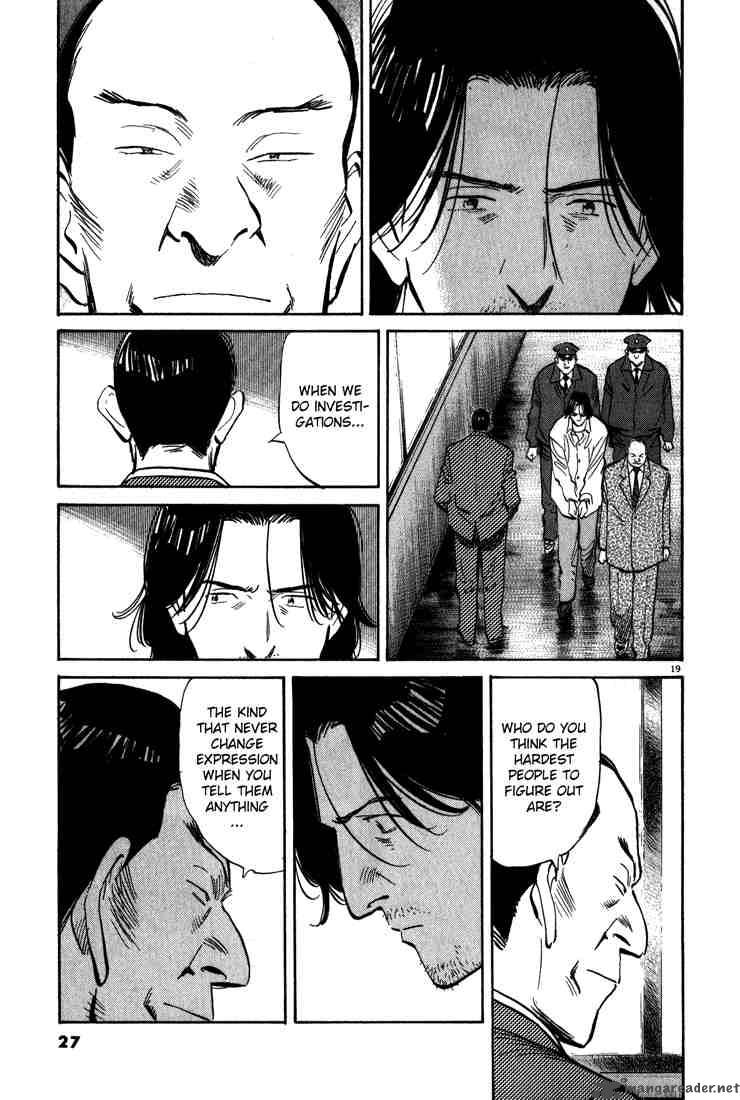 WHEN WE
DO INVESTI-
GATIONS...
19
WHO DO YOU
THINK THE
HARDEST
PEOPLE TO
FIGURE OUT
ARE?
THE KIND
THAT NEVER
CHANGE
EXPRESSION
WHEN YOU
TELL THEM
ANYTHING
...
27
mangareader.net